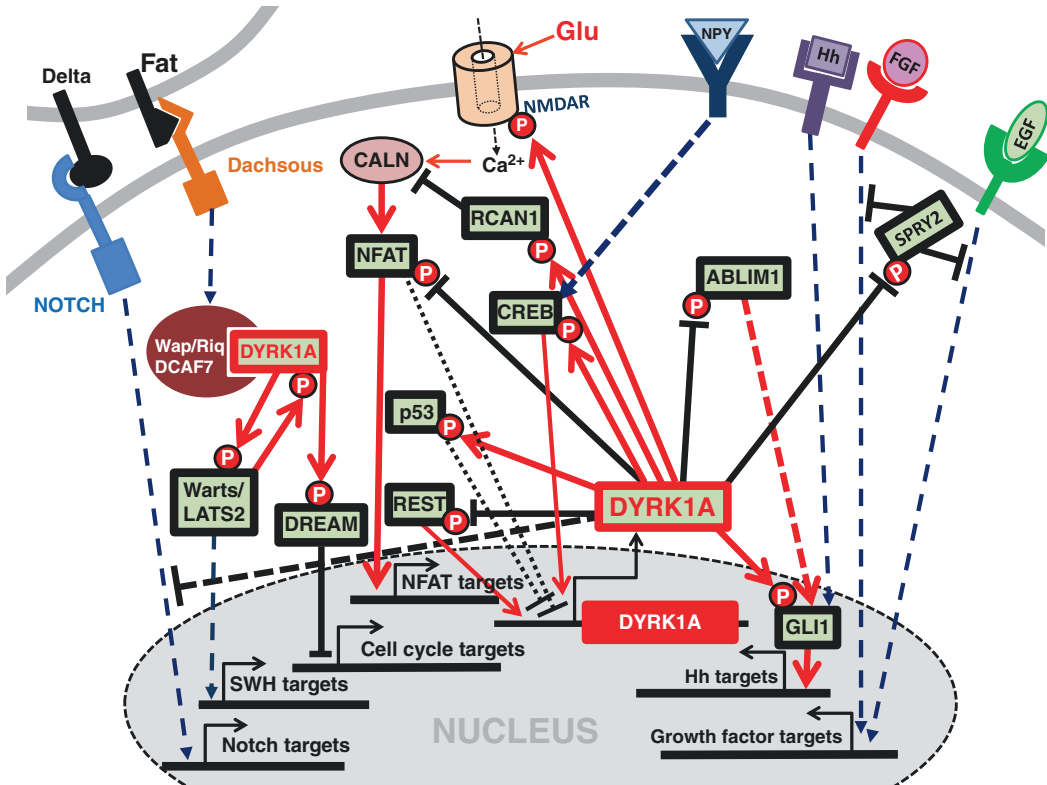 Glu
NPY
Hh
FGF
EGF
Delta
Fat
NMDAR
P
Dachsous
CALN
Ca2+
RCAN1
SPRY2
NOTCH
NFAT
P
P
ABLIM1
P
P
CREB
P
Wap/Riq
DCAF7
DYRK1A
P
p53
P
P
Warts/
LATS2
P
DREAM
REST
P
DYRK1A
NFAT targets
P
DYRK1A
GLI1
Cell cycle targets
SWH targets
Hh targets
NUCLEUS
Notch targets
Growth factor targets